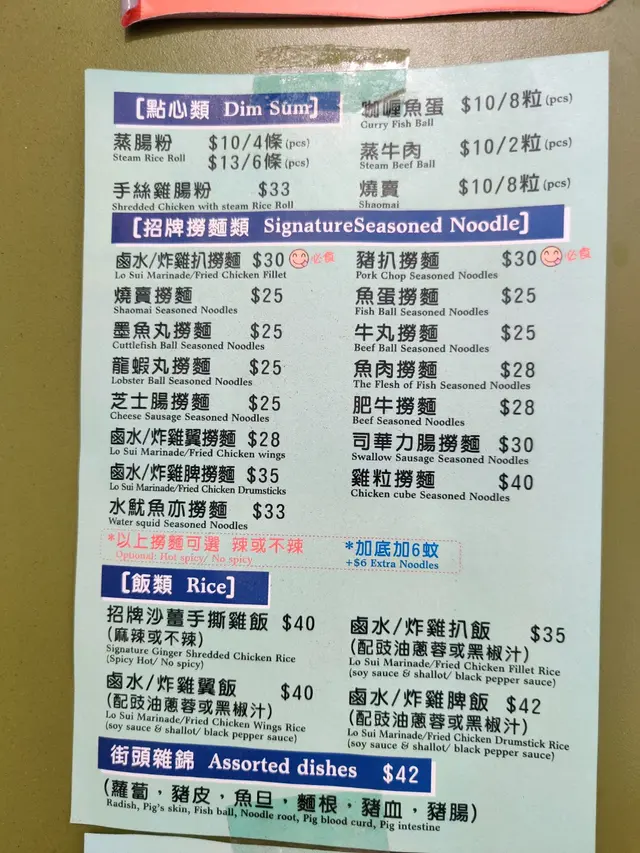 [點心類 Dim Sum]
蒸腸粉 $10/4條(pcs)
Steam Rice Roll $13/6條(pcs)
手絲雞腸粉 $33
Shredded Chicken with steam Rice Roll
咖喱魚蛋 $10/8粒(pcs)
Curry Fish Ball
蒸牛肉 $10/2粒(pcs)
Steam Beef Ball
燒賣 $10/8粒(pcs)
Shaomai
[招牌撈麵類 SignatureSeasoned Noodle]
鹵水/炸雞扒撈麵 $30 必食
Lo Sui Marinade/Fried Chicken Fillet
燒賣撈麵 $25
Shaomai Seasoned Noodles
墨魚丸撈麵 $25
Cuttlefish Ball Seasoned Noodles
龍蝦丸撈麵 $25
Lobster Ball Seasoned Noodles
芝士腸撈麵 $25
Cheese Sausage Seasoned Noodles
鹵水/炸雞翼撈麵 $28
Lo Sui Marinade/Fried Chicken wings
鹵水/炸雞脾撈麵 $35
Lo Sui Marinade/Fried Chicken Drumsticks
水魷魚亦撈麵 $33
Water squid Seasoned Noodles
豬扒撈麵 $30 必食
Pork Chop Seasoned Noodles
魚蛋撈麵 $25
Fish Ball Seasoned Noodles
牛丸撈麵 $25
Beef Ball Seasoned Noodles
魚肉撈麵 $28
The Flesh of Fish Seasoned Noodles
肥牛撈麵 $28
Beef Seasoned Noodles
司華力腸撈麵 $30
Swallow Sausage Seasoned Noodles
雞粒撈麵 $40
Chicken cube Seasoned Noodles
*以上撈麵可選 辣或不辣
Optional: Hot spicy/ No spicy
*加底加6蚊
+$6 Extra Noodles
[飯類 Rice]
招牌沙薑手撕雞飯 $40
(麻辣或不辣)
Signature Ginger Shredded Chicken Rice
(Spicy Hot/ No spicy)
鹵水/炸雞翼飯 $40
(配豉油蔥蓉或黑椒汁)
Lo Sui Marinade/Fried Chicken Wings Rice
(soy sauce & shallot/ black pepper sauce)
鹵水/炸雞扒飯 $35
(配豉油蔥蓉或黑椒汁)
Lo Sui Marinade/Fried Chicken Fillet Rice
(soy sauce & shallot/ black pepper sauce)
鹵水/炸雞脾飯 $42
(配豉油蔥蓉或黑椒汁)
Lo Sui Marinade/Fried Chicken Drumstick Rice
(soy sauce & shallot/ black pepper sauce)
街頭雜錦 Assorted dishes $42
(蘿蔔，豬皮，魚旦，麵根，豬血，豬腸)
Radish, Pig's skin, Fish ball, Noodle root, Pig blood curd, Pig intestine